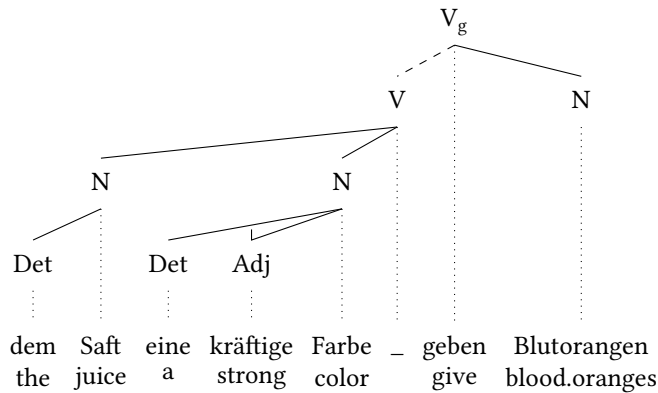 V_g
V N
N N
Det Det Adj
dem Saft eine kräftige Farbe _ geben Blutorangen
the juice a strong color give blood.oranges